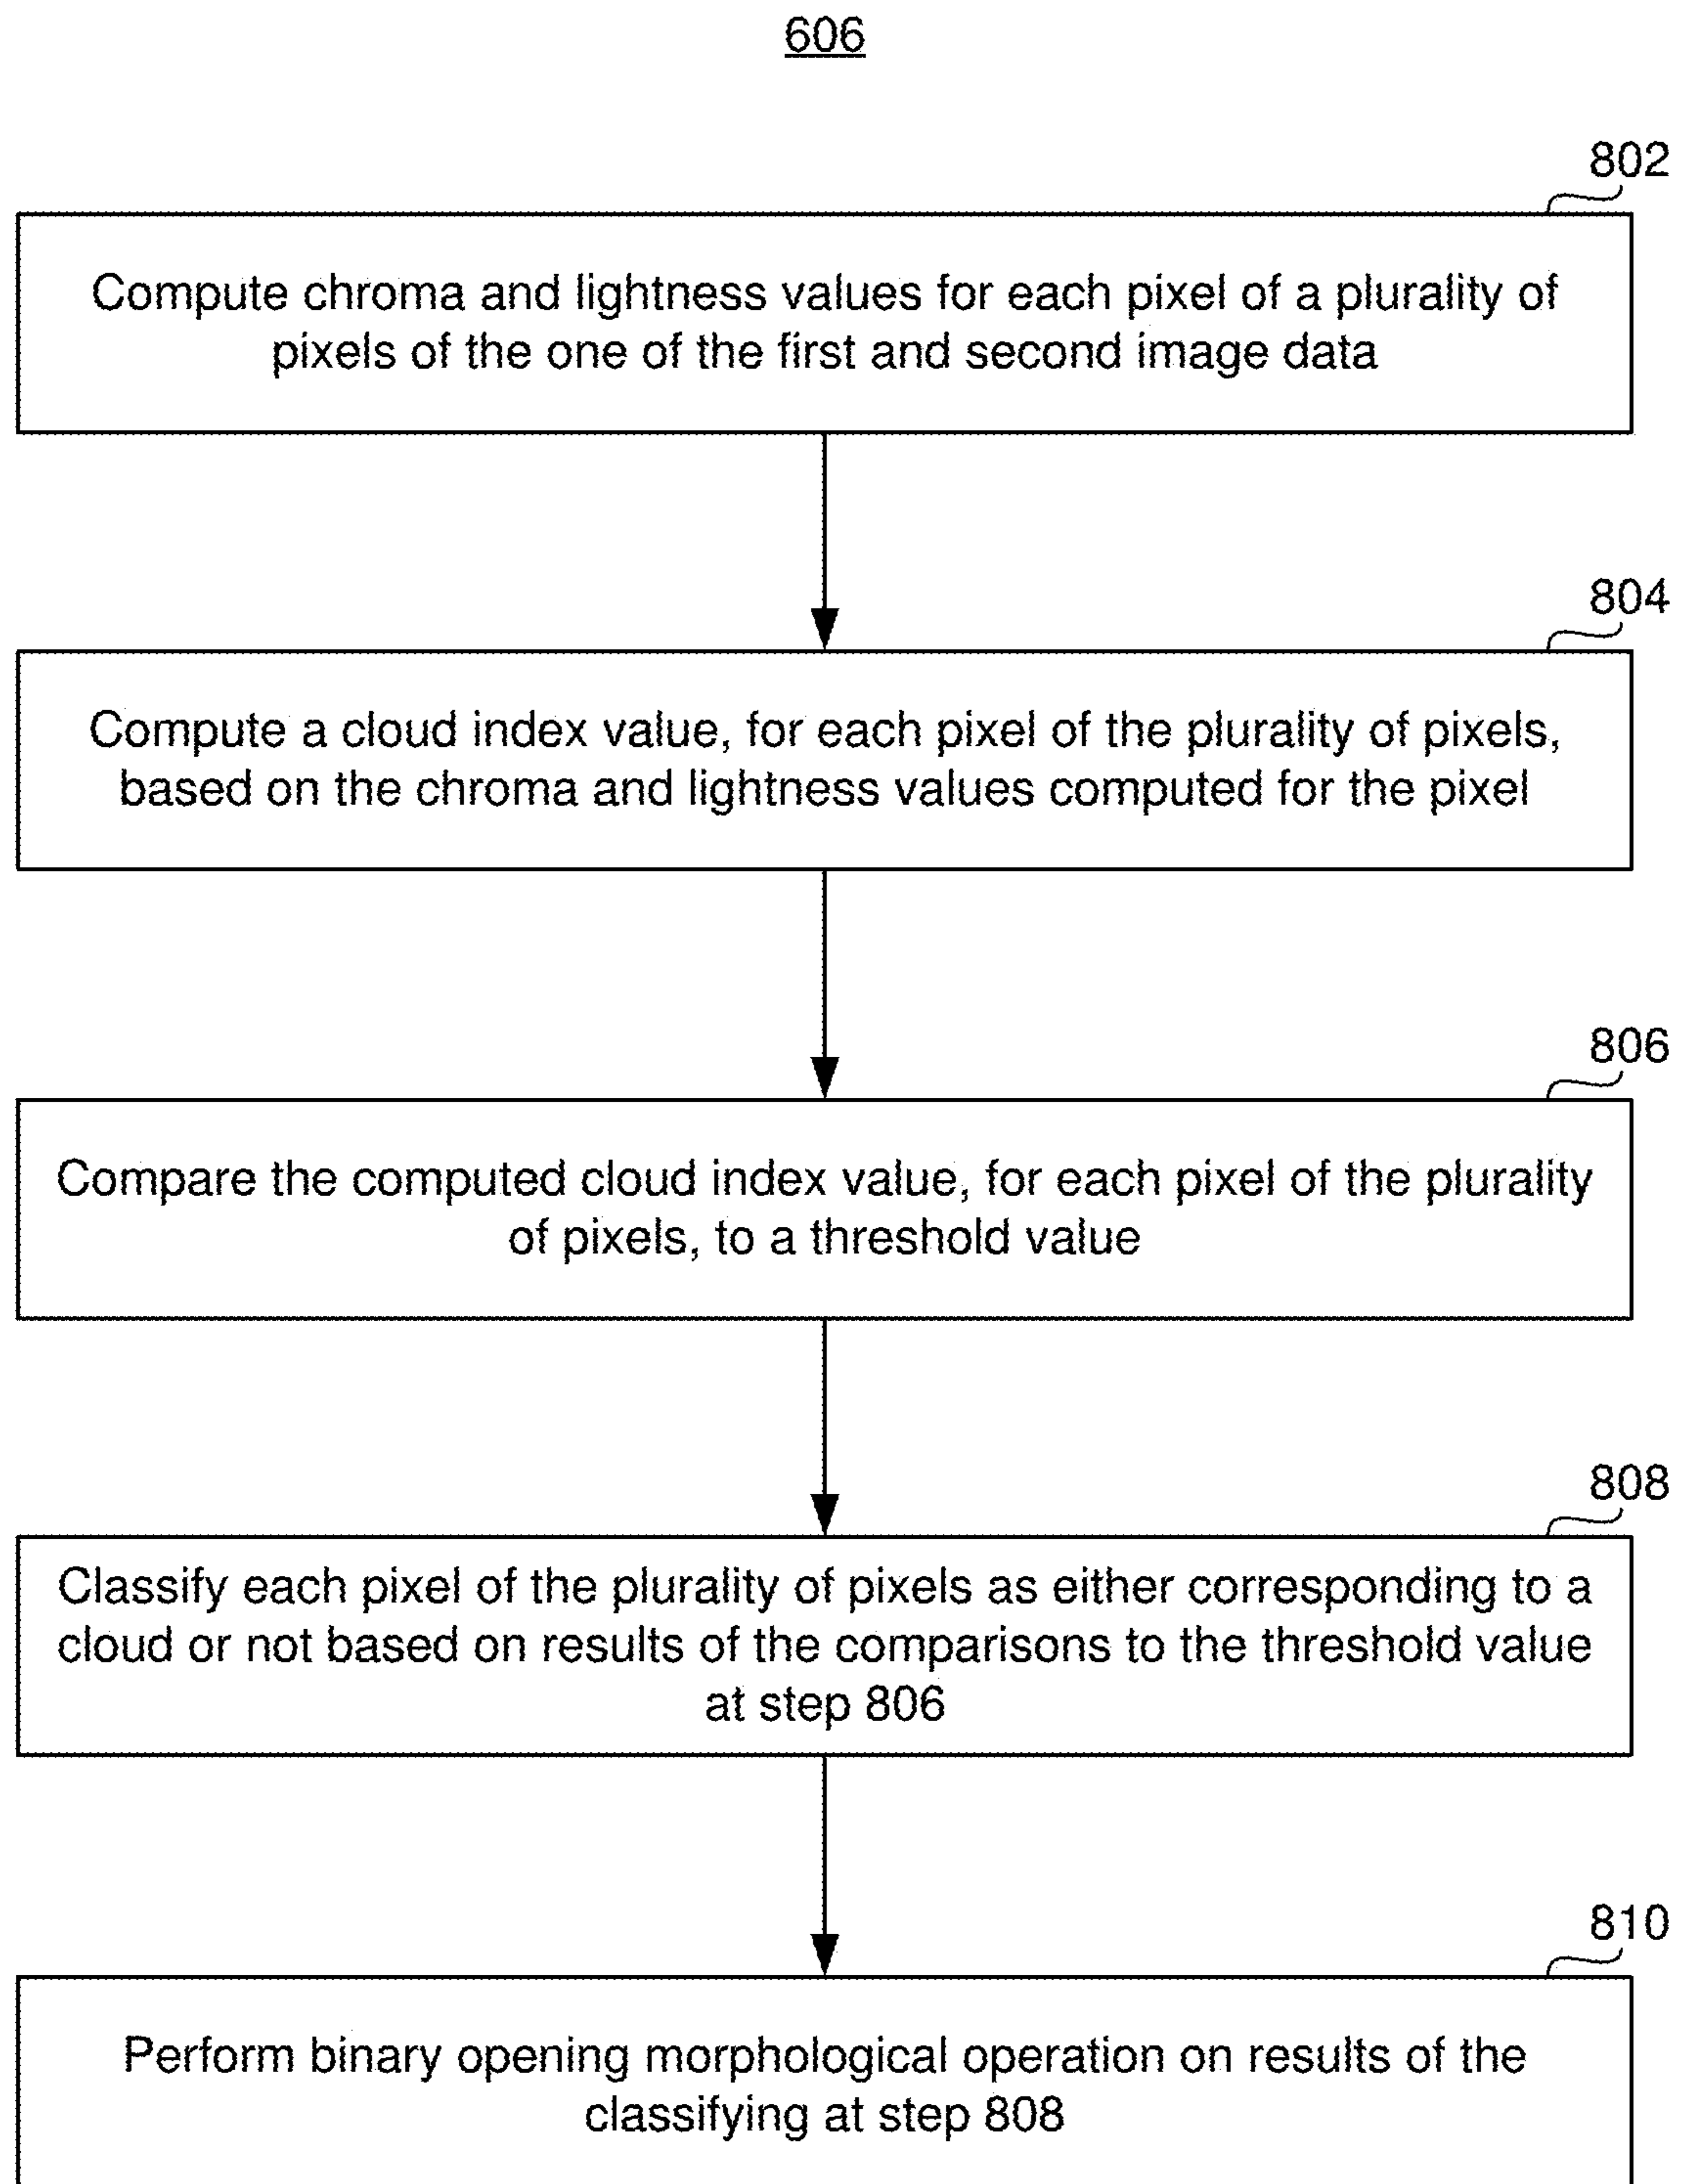 606
802
Compute chroma and lightness values for each pixel of a plurality of
pixels of the one of the first and second image data
804
Compute a cloud index value, for each pixel of the plurality of pixels,
based on the chroma and lightness values computed for the pixel
806
Compare the computed cloud index value, for each pixel of the plurality
of pixels, to a threshold value
808
Classify each pixel of the plurality of pixels as either corresponding to a
cloud or not based on results of the comparisons to the threshold value
at step 806
810
Perform binary opening morphological operation on results of the
classifying at step 808